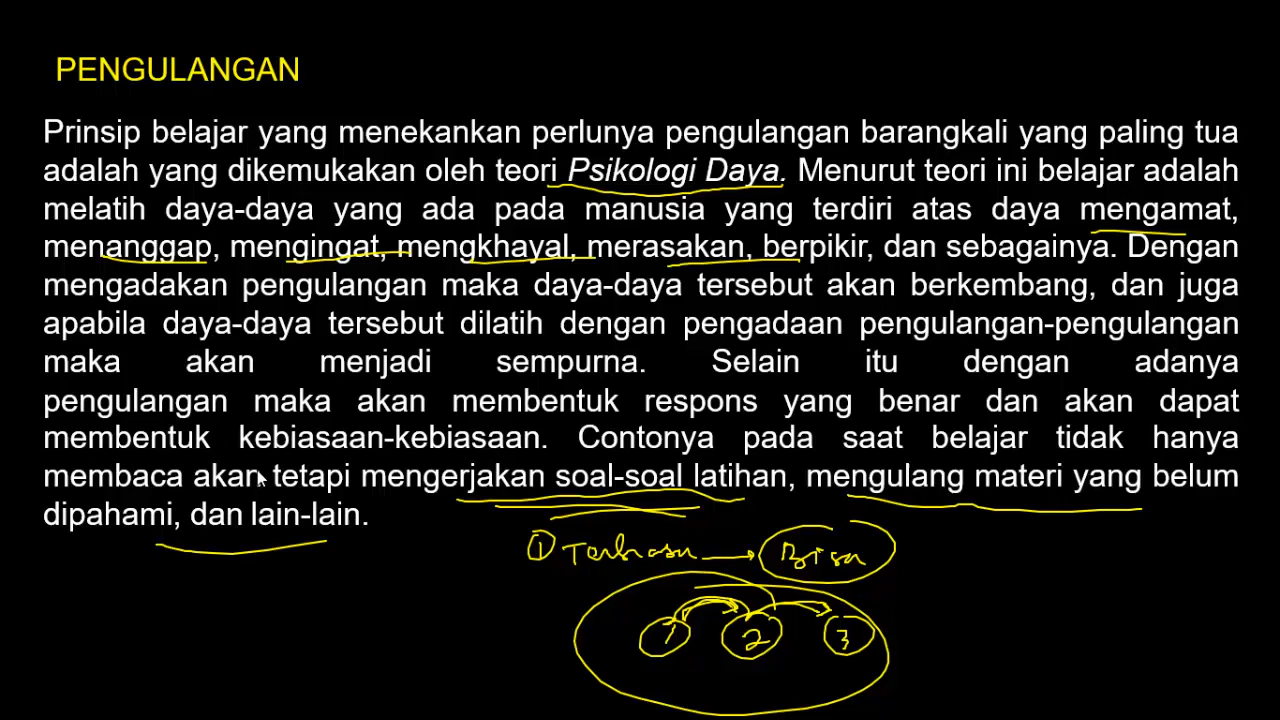 PENGULANGAN
Prinsip belajar yang menekankan perlunya pengulangan barangkali yang paling tua
adalah yang dikemukakan oleh teori Psikologi Daya. Menurut teori ini belajar adalah
melatih daya-daya yang ada pada manusia yang terdiri atas daya mengamat,
menanggap, mengingat, mengkhayal, merasakan, berpikir, dan sebagainya. Dengan
mengadakan pengulangan maka daya-daya tersebut akan berkembang, dan juga
apabila daya-daya tersebut dilatih dengan pengadaan pengulangan-pengulangan
maka akan menjadi sempurna. Selain itu dengan adanya
pengulangan maka akan membentuk respons yang benar dan akan dapat
membentuk kebiasaan-kebiasaan. Contonya pada saat belajar tidak hanya
membaca akan tetapi mengerjakan soal-soal latihan, mengulang materi yang belum
dipahami, dan lain-lain.
1 Bisa
1 2 3